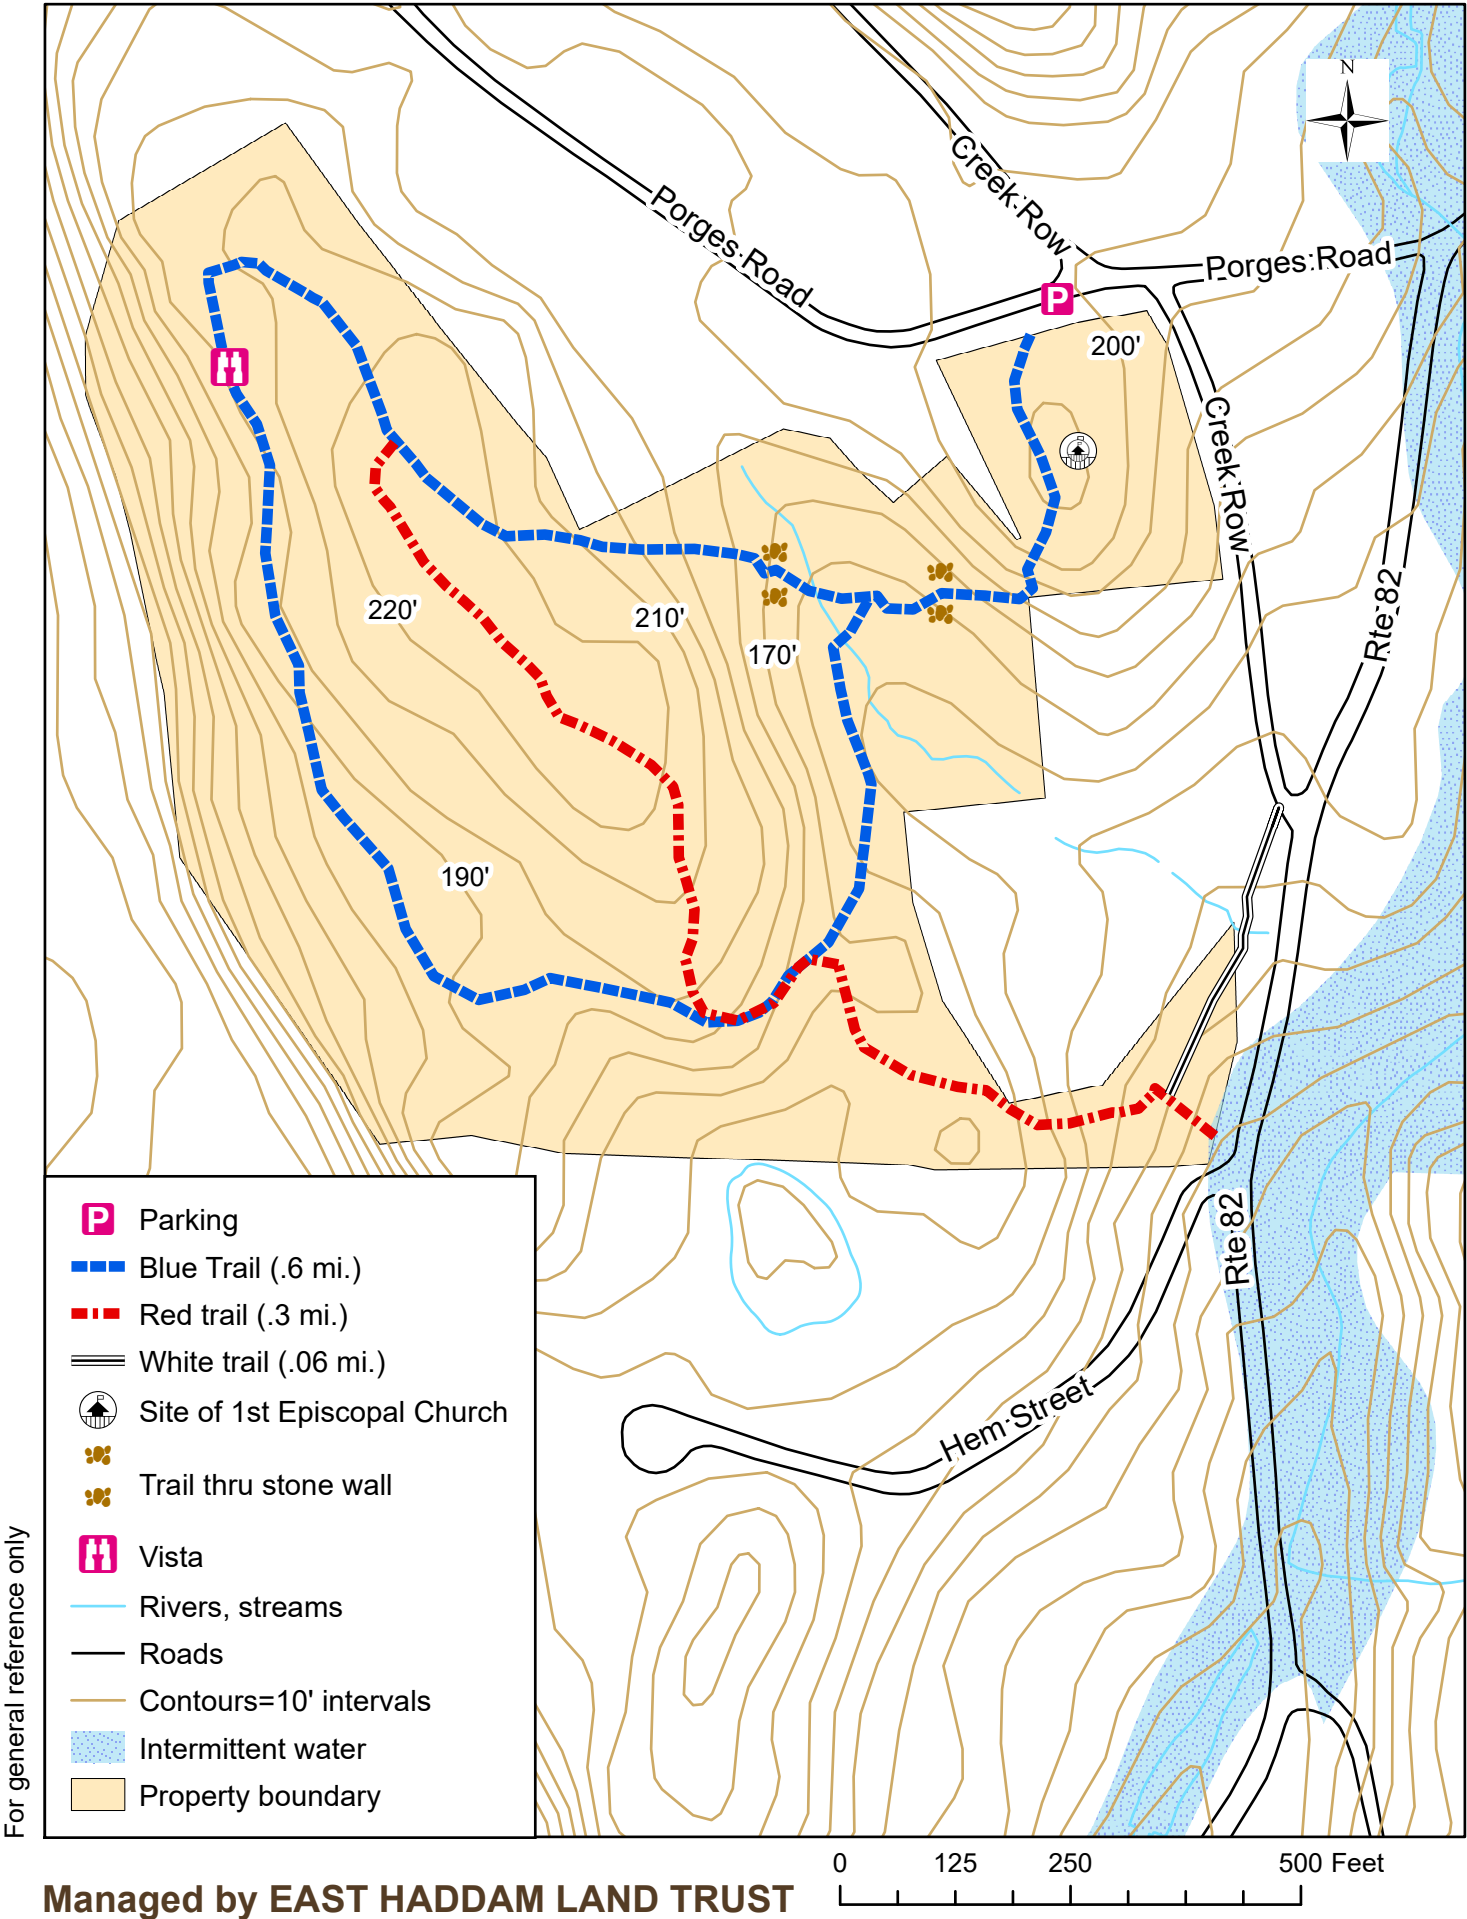 N
Creek Row
Porges Road
Porges Road
P
200'
Creek Row
Rte 82
220'
210'
170'
190'
Rte 82
Hem Street
P Parking
Blue Trail (.6 mi.)
Red trail (.3 mi.)
White trail (.06 mi.)
Site of 1st Episcopal Church
Trail thru stone wall
Vista
Rivers, streams
Roads
Contours=10' intervals
Intermittent water
Property boundary
For general reference only
0 125 250 500 Feet
Managed by EAST HADDAM LAND TRUST